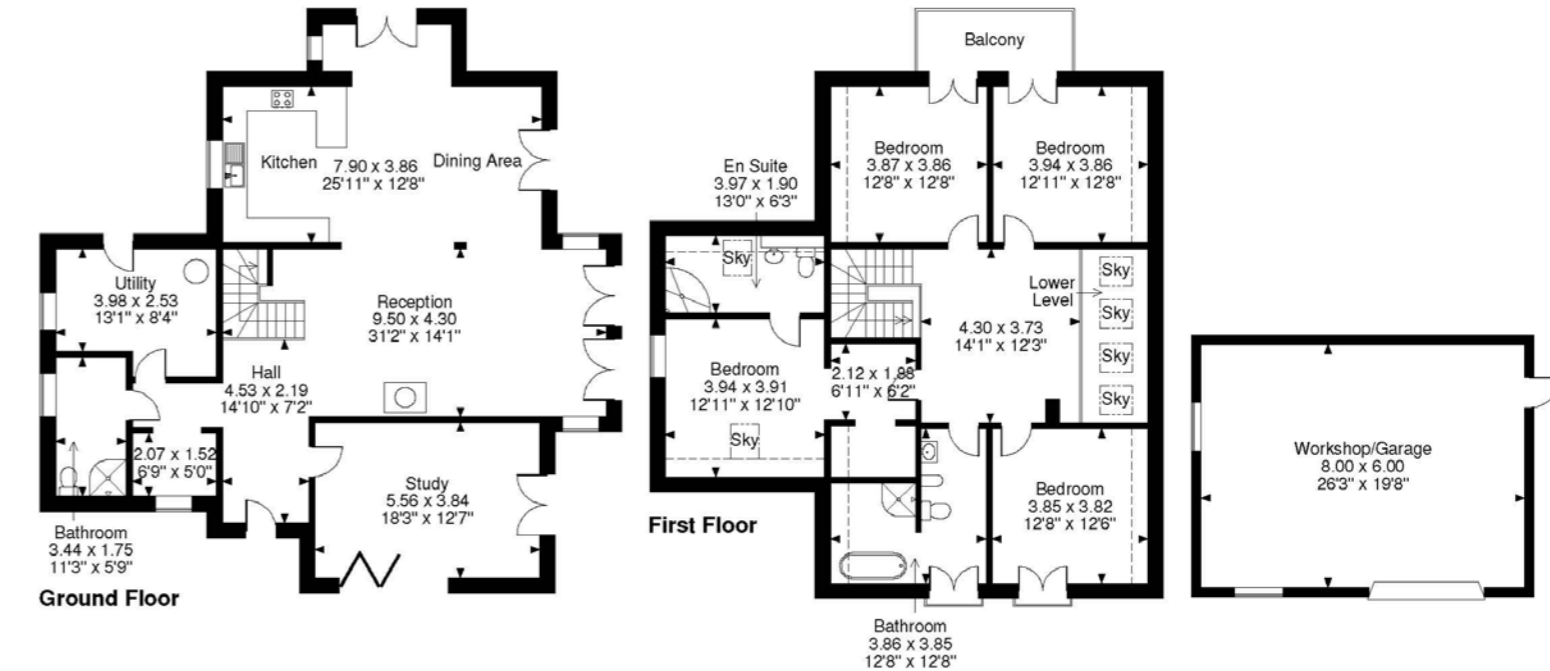 Kitchen
7.90 x 3.86
25'11" x 12'8"
Dining Area
Utility
3.98 x 2.53
13'1" x 8'4"
Reception
9.50 x 4.30
31'2" x 14'1"
Hall
4.53 x 2.19
14'10" x 7'2"
2.07 x 1.52
6'9" x 5'0"
Study
5.56 x 3.84
18'3" x 12'7"
Bathroom
3.44 x 1.75
11'3" x 5'9"
Ground Floor
Balcony
Bedroom
3.87 x 3.86
12'8" x 12'8"
Bedroom
3.94 x 3.86
12'11" x 12'8"
En Suite
3.97 x 1.90
13'0" x 6'3"
Sky
Lower
Level
Sky
Sky
Sky
Sky
4.30 x 3.73
14'1" x 12'3"
Bedroom
3.94 x 3.91
12'11" x 12'10"
Sky
2.12 x 1.88
6'11" x 6'2"
Bedroom
3.85 x 3.82
12'8" x 12'6"
First Floor
Bathroom
3.86 x 3.85
12'8" x 12'8"
Workshop/Garage
8.00 x 6.00
26'3" x 19'8"